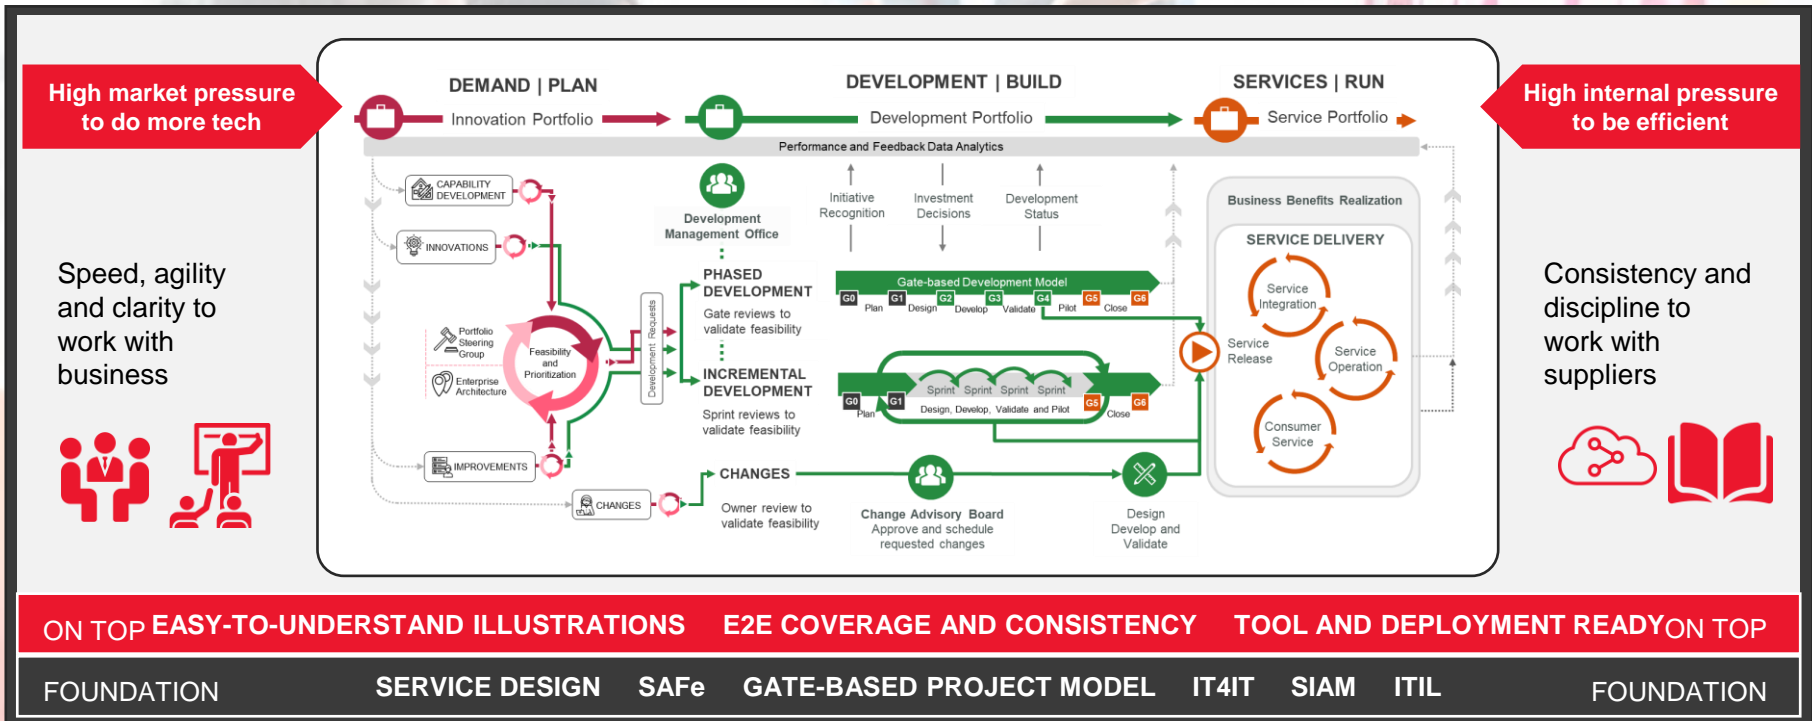 High market pressure
to do more tech
Speed, agility
and clarity to
work with
business
DEMAND | PLAN
Innovation Portfolio
DEVELOPMENT | BUILD
Development Portfolio
SERVICES | RUN
Service Portfolio
Performance and Feedback Data Analytics
CAPABILITY
DEVELOPMENT
INNOVATIONS
Portfolio
Steering
Group
Enterprise
Architecture
Feasibility
and
Prioritization
IMPROVEMENTS
CHANGES
Development Requests
Development
Management Office
PHASED
DEVELOPMENT
Gate reviews to
validate feasibility
INCREMENTAL
DEVELOPMENT
Sprint reviews to
validate feasibility
CHANGES
Owner review to
validate feasibility
Initiative
Recognition
Investment
Decisions
Development
Status
Gate-based Development Model
G0 G1 G2 G3 G4 G5 G6
Plan Design Develop Validate Pilot Close
Sprint Sprint Sprint Sprint
G0 G1 G5 G6
Plan Design, Develop, Validate and Pilot Close
Change Advisory Board
Approve and schedule
requested changes
Design
Develop and
Validate
Service
Release
Business Benefits Realization
SERVICE DELIVERY
Service
Integration
Service
Operation
Consumer
Service
High internal pressure
to be efficient
Consistency and
discipline to
work with
suppliers
ON TOP EASY-TO-UNDERSTAND ILLUSTRATIONS E2E COVERAGE AND CONSISTENCY TOOL AND DEPLOYMENT READY ON TOP
FOUNDATION SERVICE DESIGN SAFe GATE-BASED PROJECT MODEL IT4IT SIAM ITIL FOUNDATION